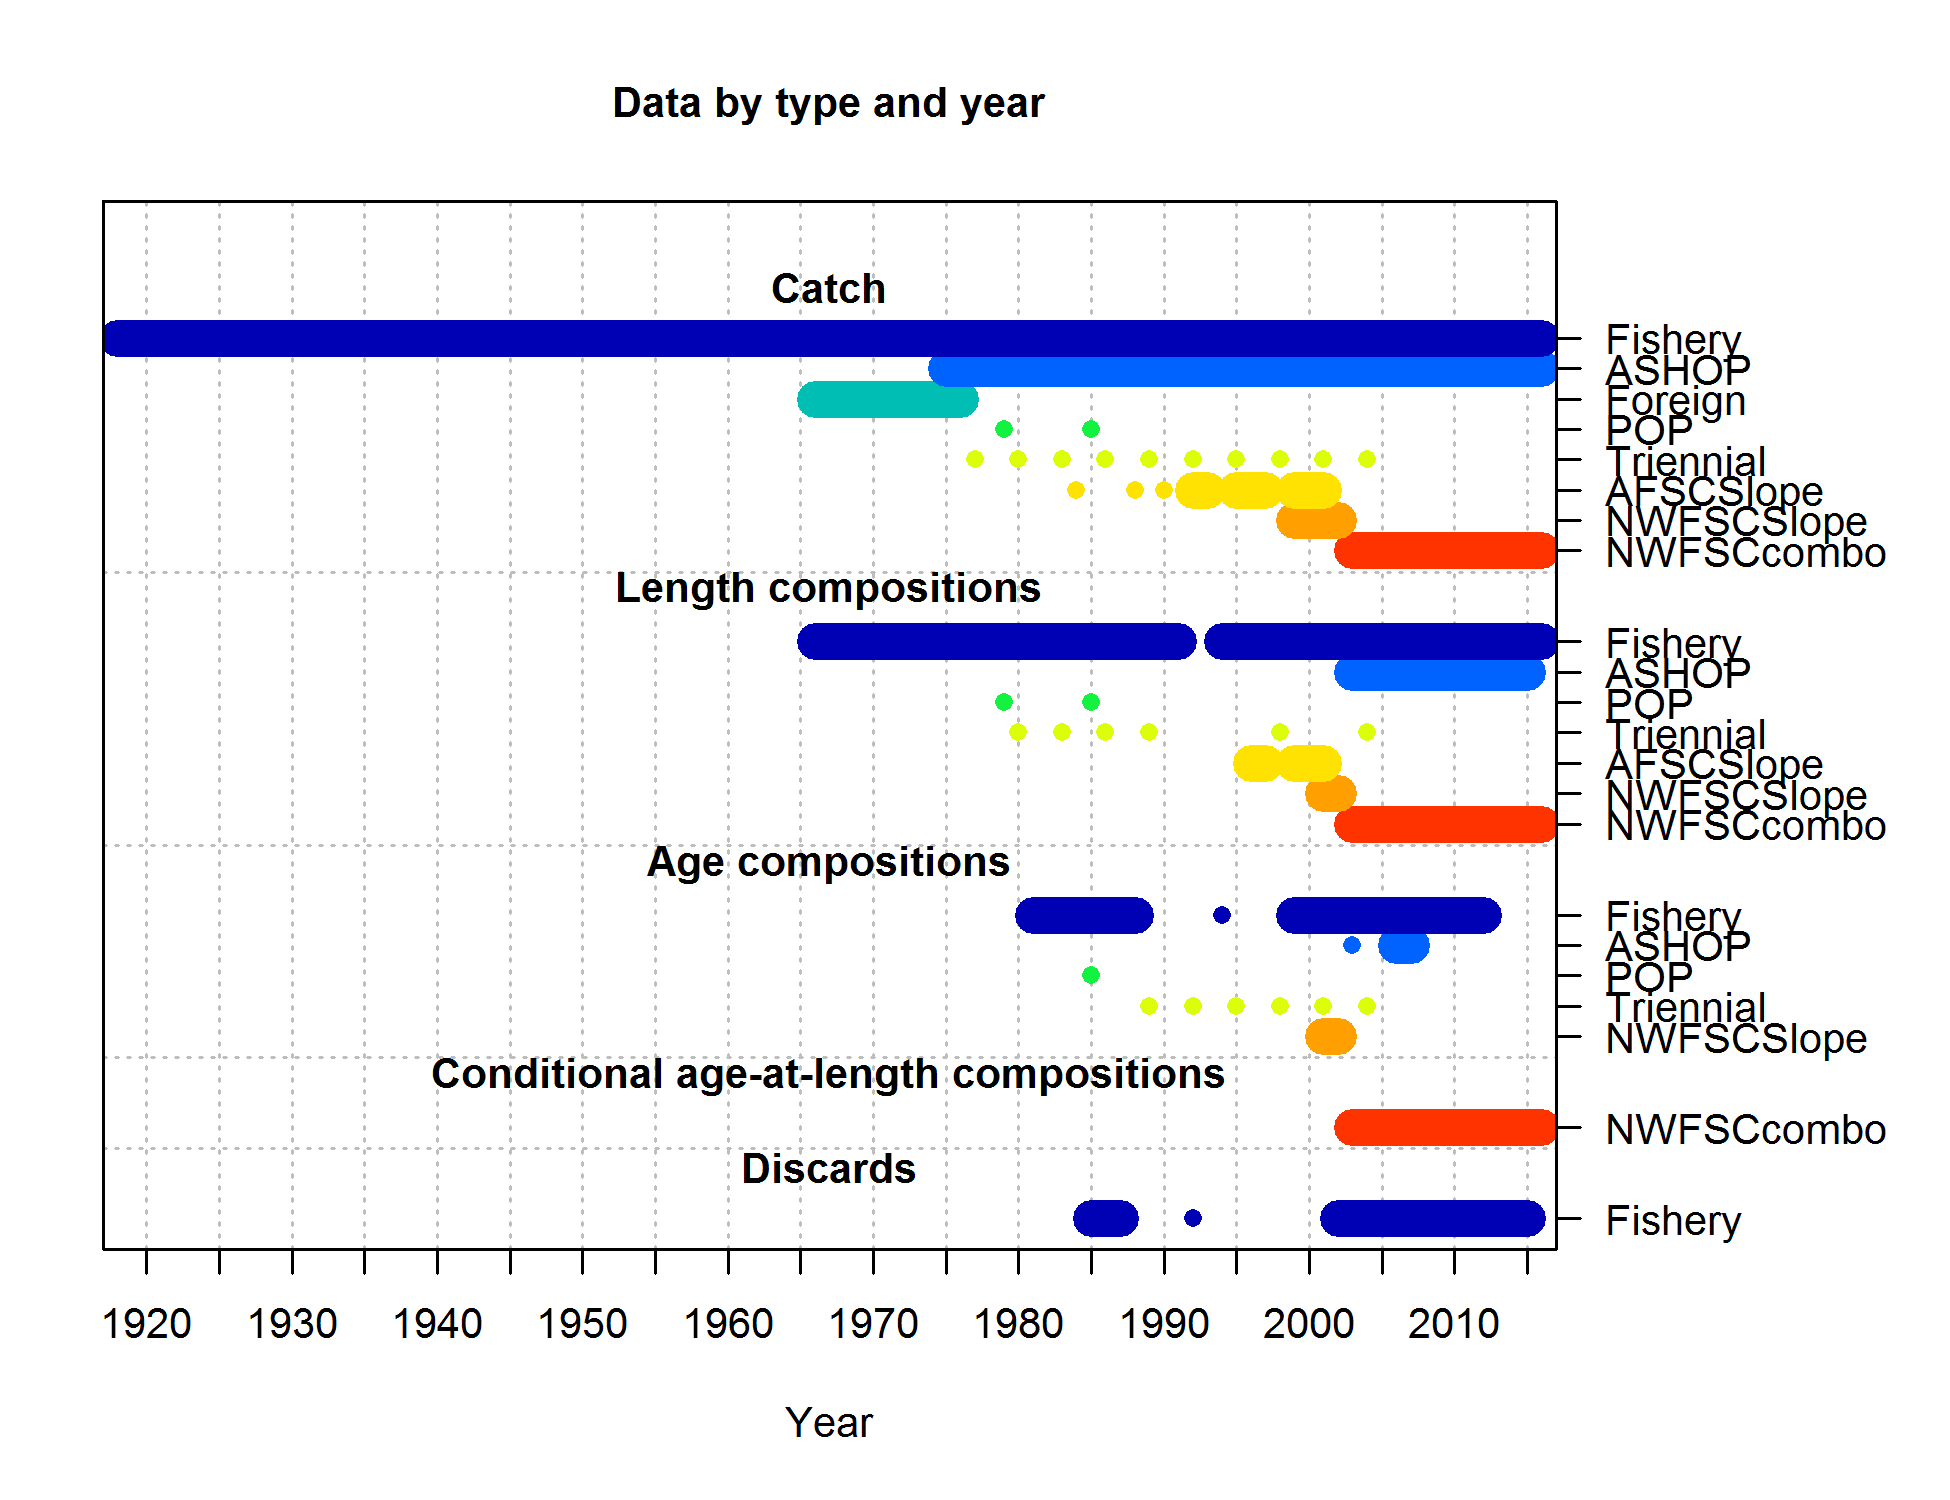 Data by type and year
Catch
Fishery
ASHOP
Foreign
POP
Triennial
AFSCSlope
NWFSCSlope
NWFSCcombo
Length compositions
Fishery
ASHOP
POP
Triennial
AFSCSlope
NWFSCSlope
NWFSCcombo
Age compositions
Fishery
ASHOP
POP
Triennial
NWFSCSlope
Conditional age-at-length compositions
NWFSCcombo
Discards
Fishery
1920 1930 1940 1950 1960 1970 1980 1990 2000 2010
Year